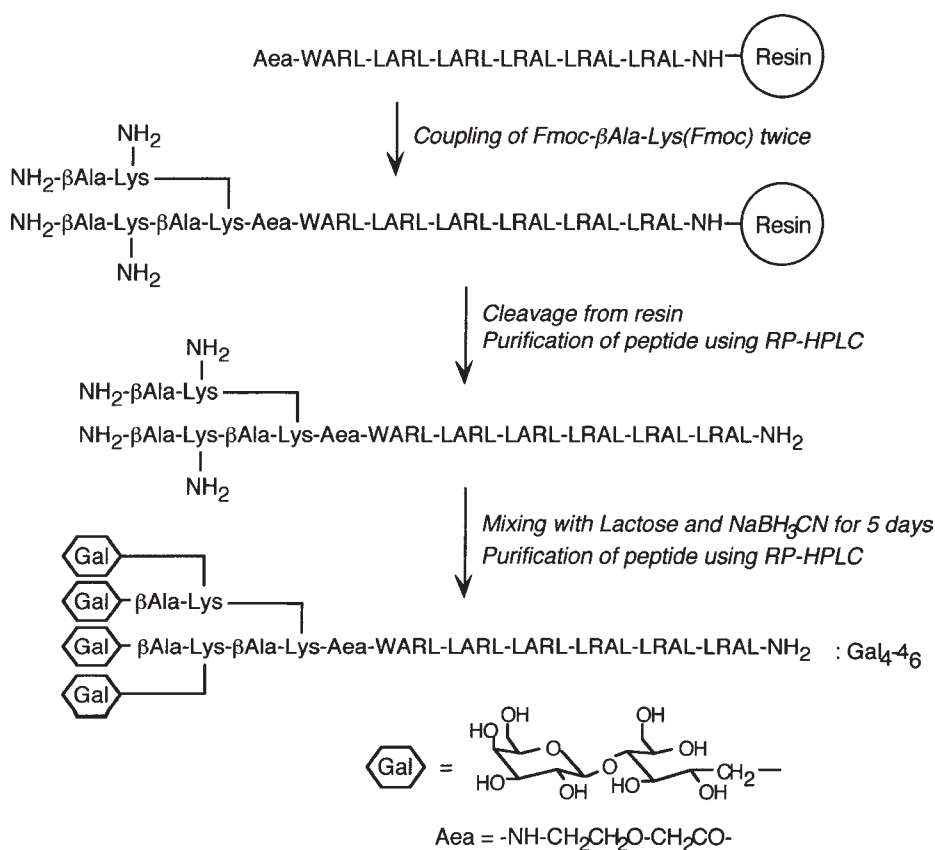 Aea-WARL-LARL-LARL-LRAL-LRAL-LRAL-NH Resin
Coupling of Fmoc-βAla-Lys(Fmoc) twice
NH2
NH2-βAla-Lys
NH2-βAla-Lys-βAla-Lys-Aea-WARL-LARL-LARL-LRAL-LRAL-LRAL-NH Resin
NH2
Cleavage from resin
Purification of peptide using RP-HPLC
NH2
NH2-βAla-Lys
NH2-βAla-Lys-βAla-Lys-Aea-WARL-LARL-LARL-LRAL-LRAL-LRAL-NH2
NH2
Mixing with Lactose and NaBH3CN for 5 days
Purification of peptide using RP-HPLC
Gal
Gal βAla-Lys
Gal βAla-Lys-βAla-Lys-Aea-WARL-LARL-LARL-LRAL-LRAL-LRAL-NH2 : Gal4-46
Gal
Gal = HO OH O HO OH O OH OH HO OH CH2
Aea = -NH-CH2CH2O-CH2CO-